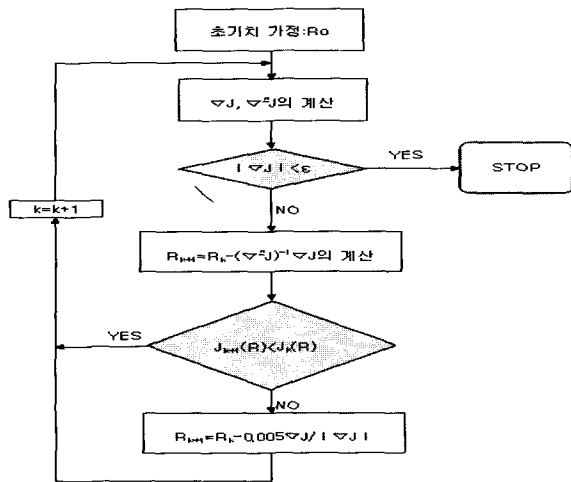 초기치 가정:Ro
▽J, ▽²J의 계산
| ▽J | <ε
YES
STOP
NO
k=k+1
Rₖ₊₁=Rₖ-(▽²J)⁻¹▽J의 계산
YES
Jₖ₊₁(R)<Jₖ(R)
NO
Rₖ₊₁=Rₖ-0.005▽J/| ▽J |